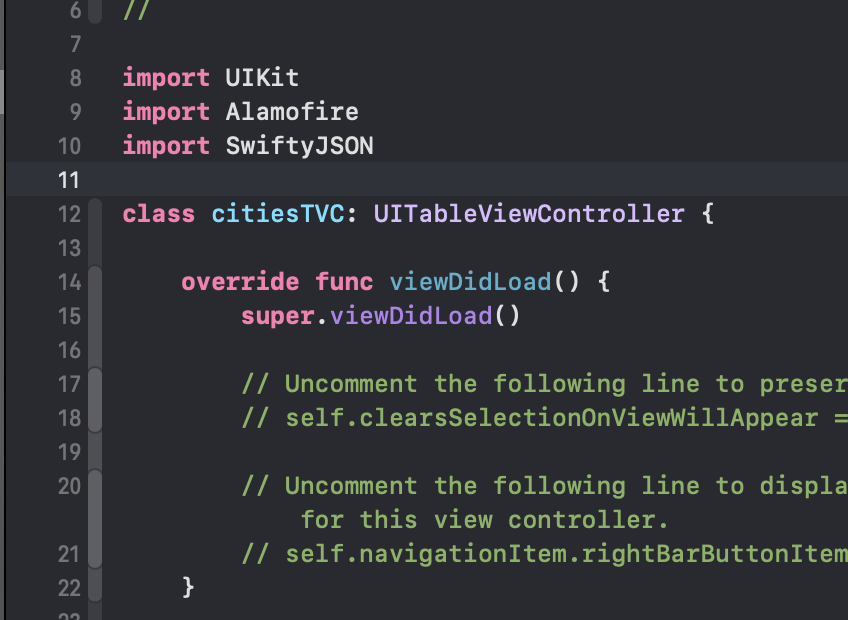 6 //
7
8 import UIKit
9 import Alamofire
10 import SwiftyJSON
11
12 class citiesTVC: UITableViewController {
13
14 override func viewDidLoad() {
15 super.viewDidLoad()
16
17 // Uncomment the following line to preser
18 // self.clearsSelectionOnViewWillAppear =
19
20 // Uncomment the following line to displa
for this view controller.
21 // self.navigationItem.rightBarButtonItem
22 }